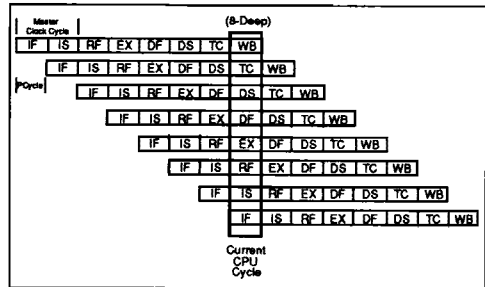 Master
Clock Cycle
(8-Deep)
IF IS RF EX DF DS TC WB
IF IS RF EX DF DS TC WB
PCycle
IF IS RF EX DF DS TC WB
IF IS RF EX DF DS TC WB
IF IS RF EX DF DS TC WB
IF IS RF EX DF DS TC WB
IF IS RF EX DF DS TC WB
IF IS RF EX DF DS TC WB
Current
CPU
Cycle